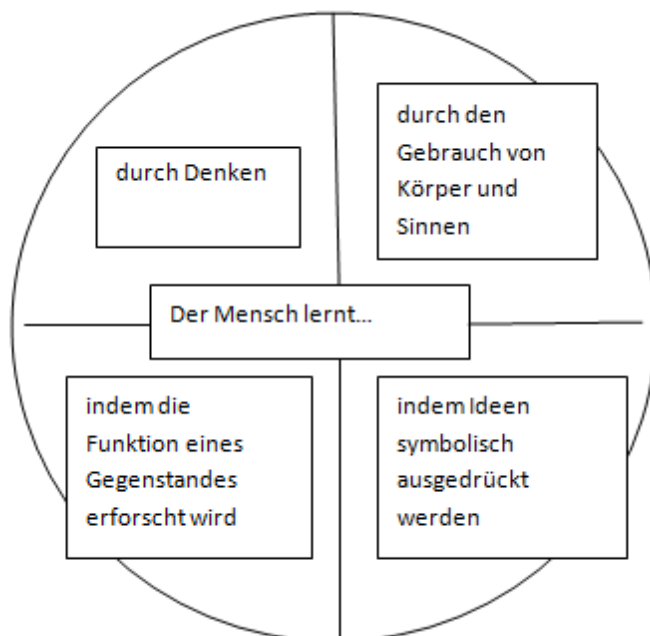 durch Denken
durch den
Gebrauch von
Körper und
Sinnen
Der Mensch lernt...
indem die
Funktion eines
Gegenstandes
erforscht wird
indem Ideen
symbolisch
ausgedrückt
werden